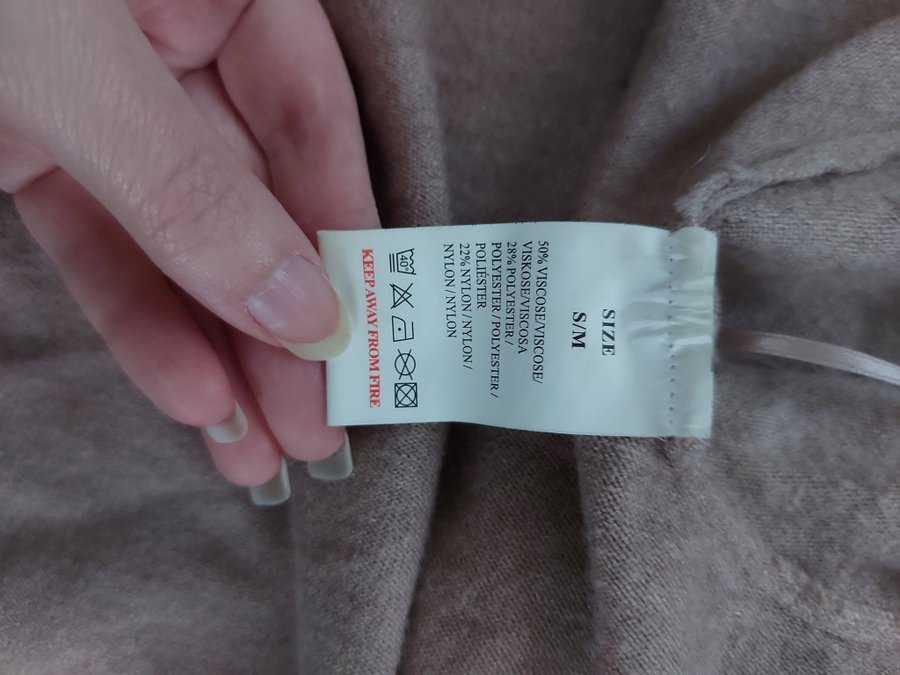 SIZE
S/M
50% VISCOSE/VISCOSE/
VISKOSE/VISCOSA
28% POLYESTER /
POLYESTER / POLYESTER /
POLIÉSTER
22% NYLON / NYLON /
NYLON / NYLON
40°
KEEP AWAY FROM FIRE